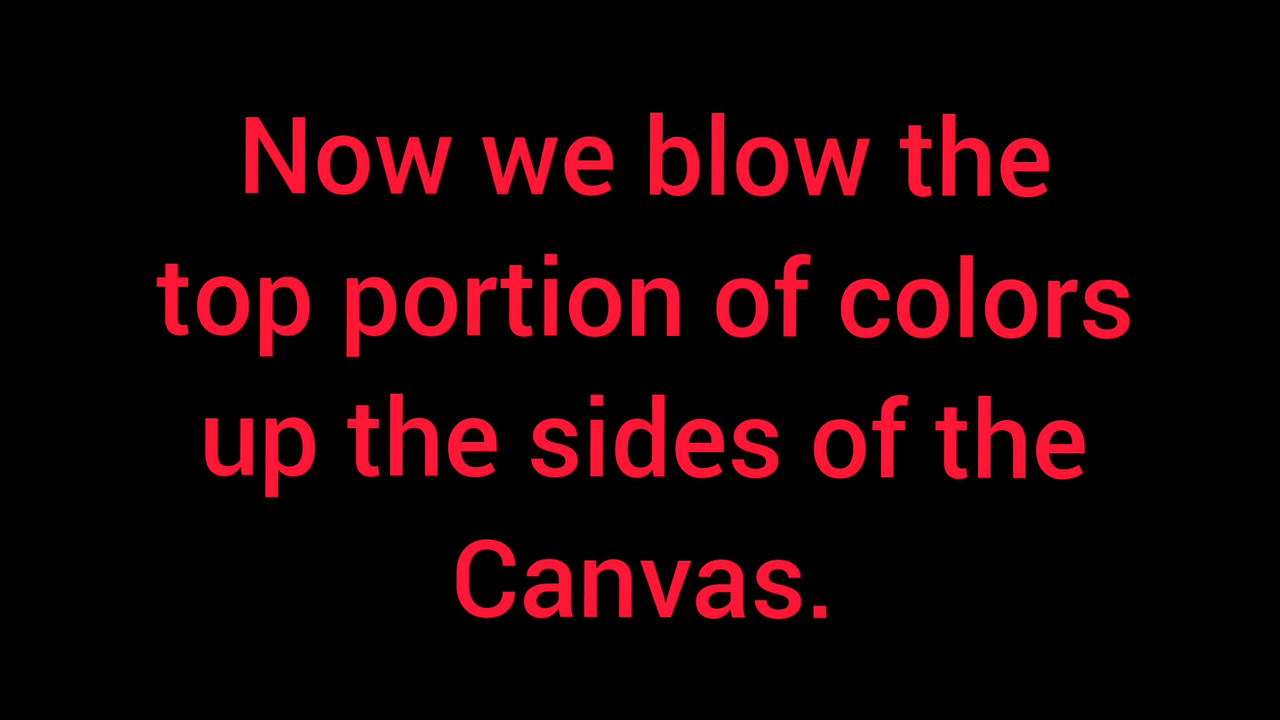 Now we blow the
top portion of colors
up the sides of the
Canvas.